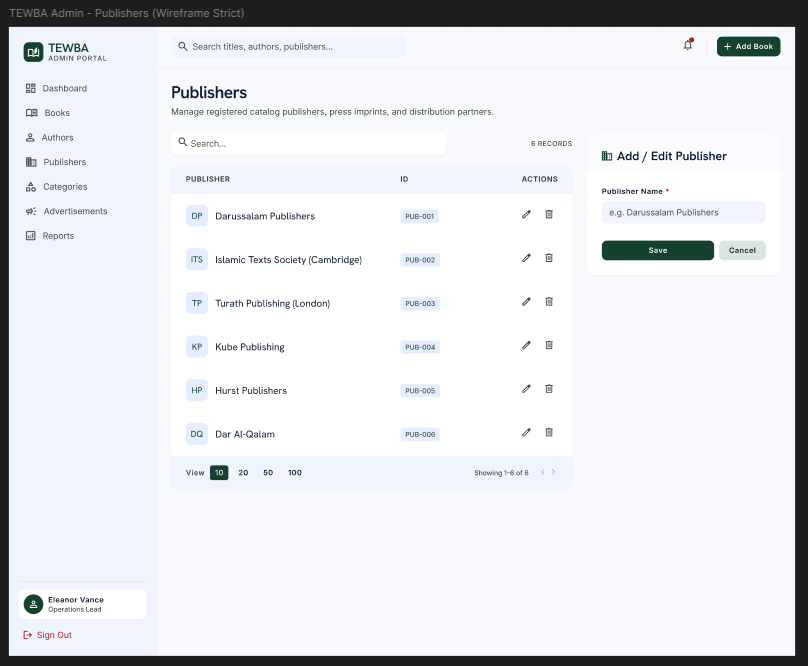 TEWBA Admin - Publishers (Wireframe Strict)
TEWBA
ADMIN PORTAL
Dashboard
Books
Authors
Publishers
Categories
Advertisements
Reports
Eleanor Vance
Operations Lead
Sign Out
Search titles, authors, publishers...
+ Add Book
Publishers
Manage registered catalog publishers, press imprints, and distribution partners.
Search...
6 RECORDS
PUBLISHER ID ACTIONS
DP Darussalam Publishers PUB-001
ITS Islamic Texts Society (Cambridge) PUB-002
TP Turath Publishing (London) PUB-003
KP Kube Publishing PUB-004
HP Hurst Publishers PUB-005
DQ Dar Al-Qalam PUB-006
View 10 20 50 100 Showing 1-6 of 6
Add / Edit Publisher
Publisher Name *
e.g. Darussalam Publishers
Save Cancel